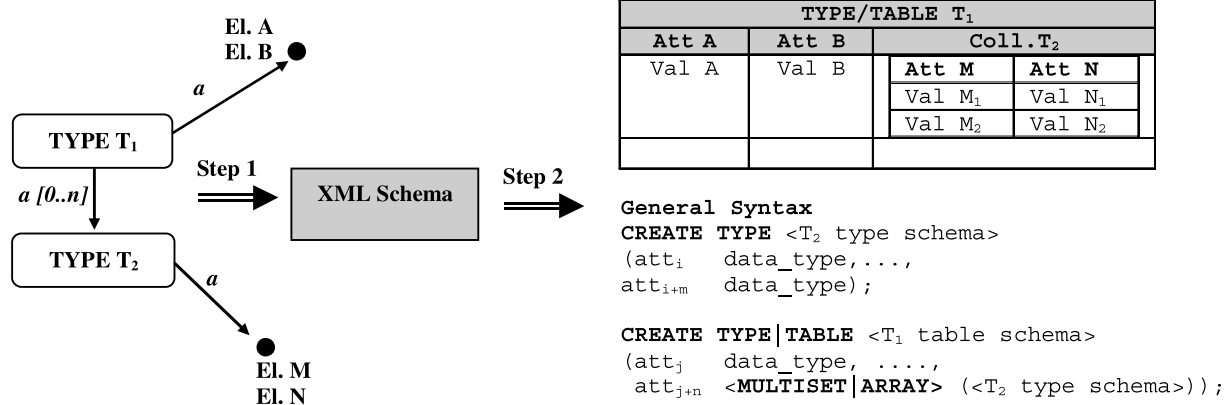 El. A
El. B
a
TYPE T₁
a [0..n]
TYPE T₂
a
El. M
El. N
Step 1
XML Schema
Step 2
TYPE/TABLE T₁
Att A Att B Coll.T₂
Val A Val B Att M Att N
Val M₁ Val N₁
Val M₂ Val N₂
General Syntax
CREATE TYPE <T₂ type schema>
(attᵢ data_type,...,
attᵢ₊ₘ data_type);
CREATE TYPE|TABLE <T₁ table schema>
(attⱼ data_type, ....,
attⱼ₊ₙ <MULTISET|ARRAY> (<T₂ type schema>));